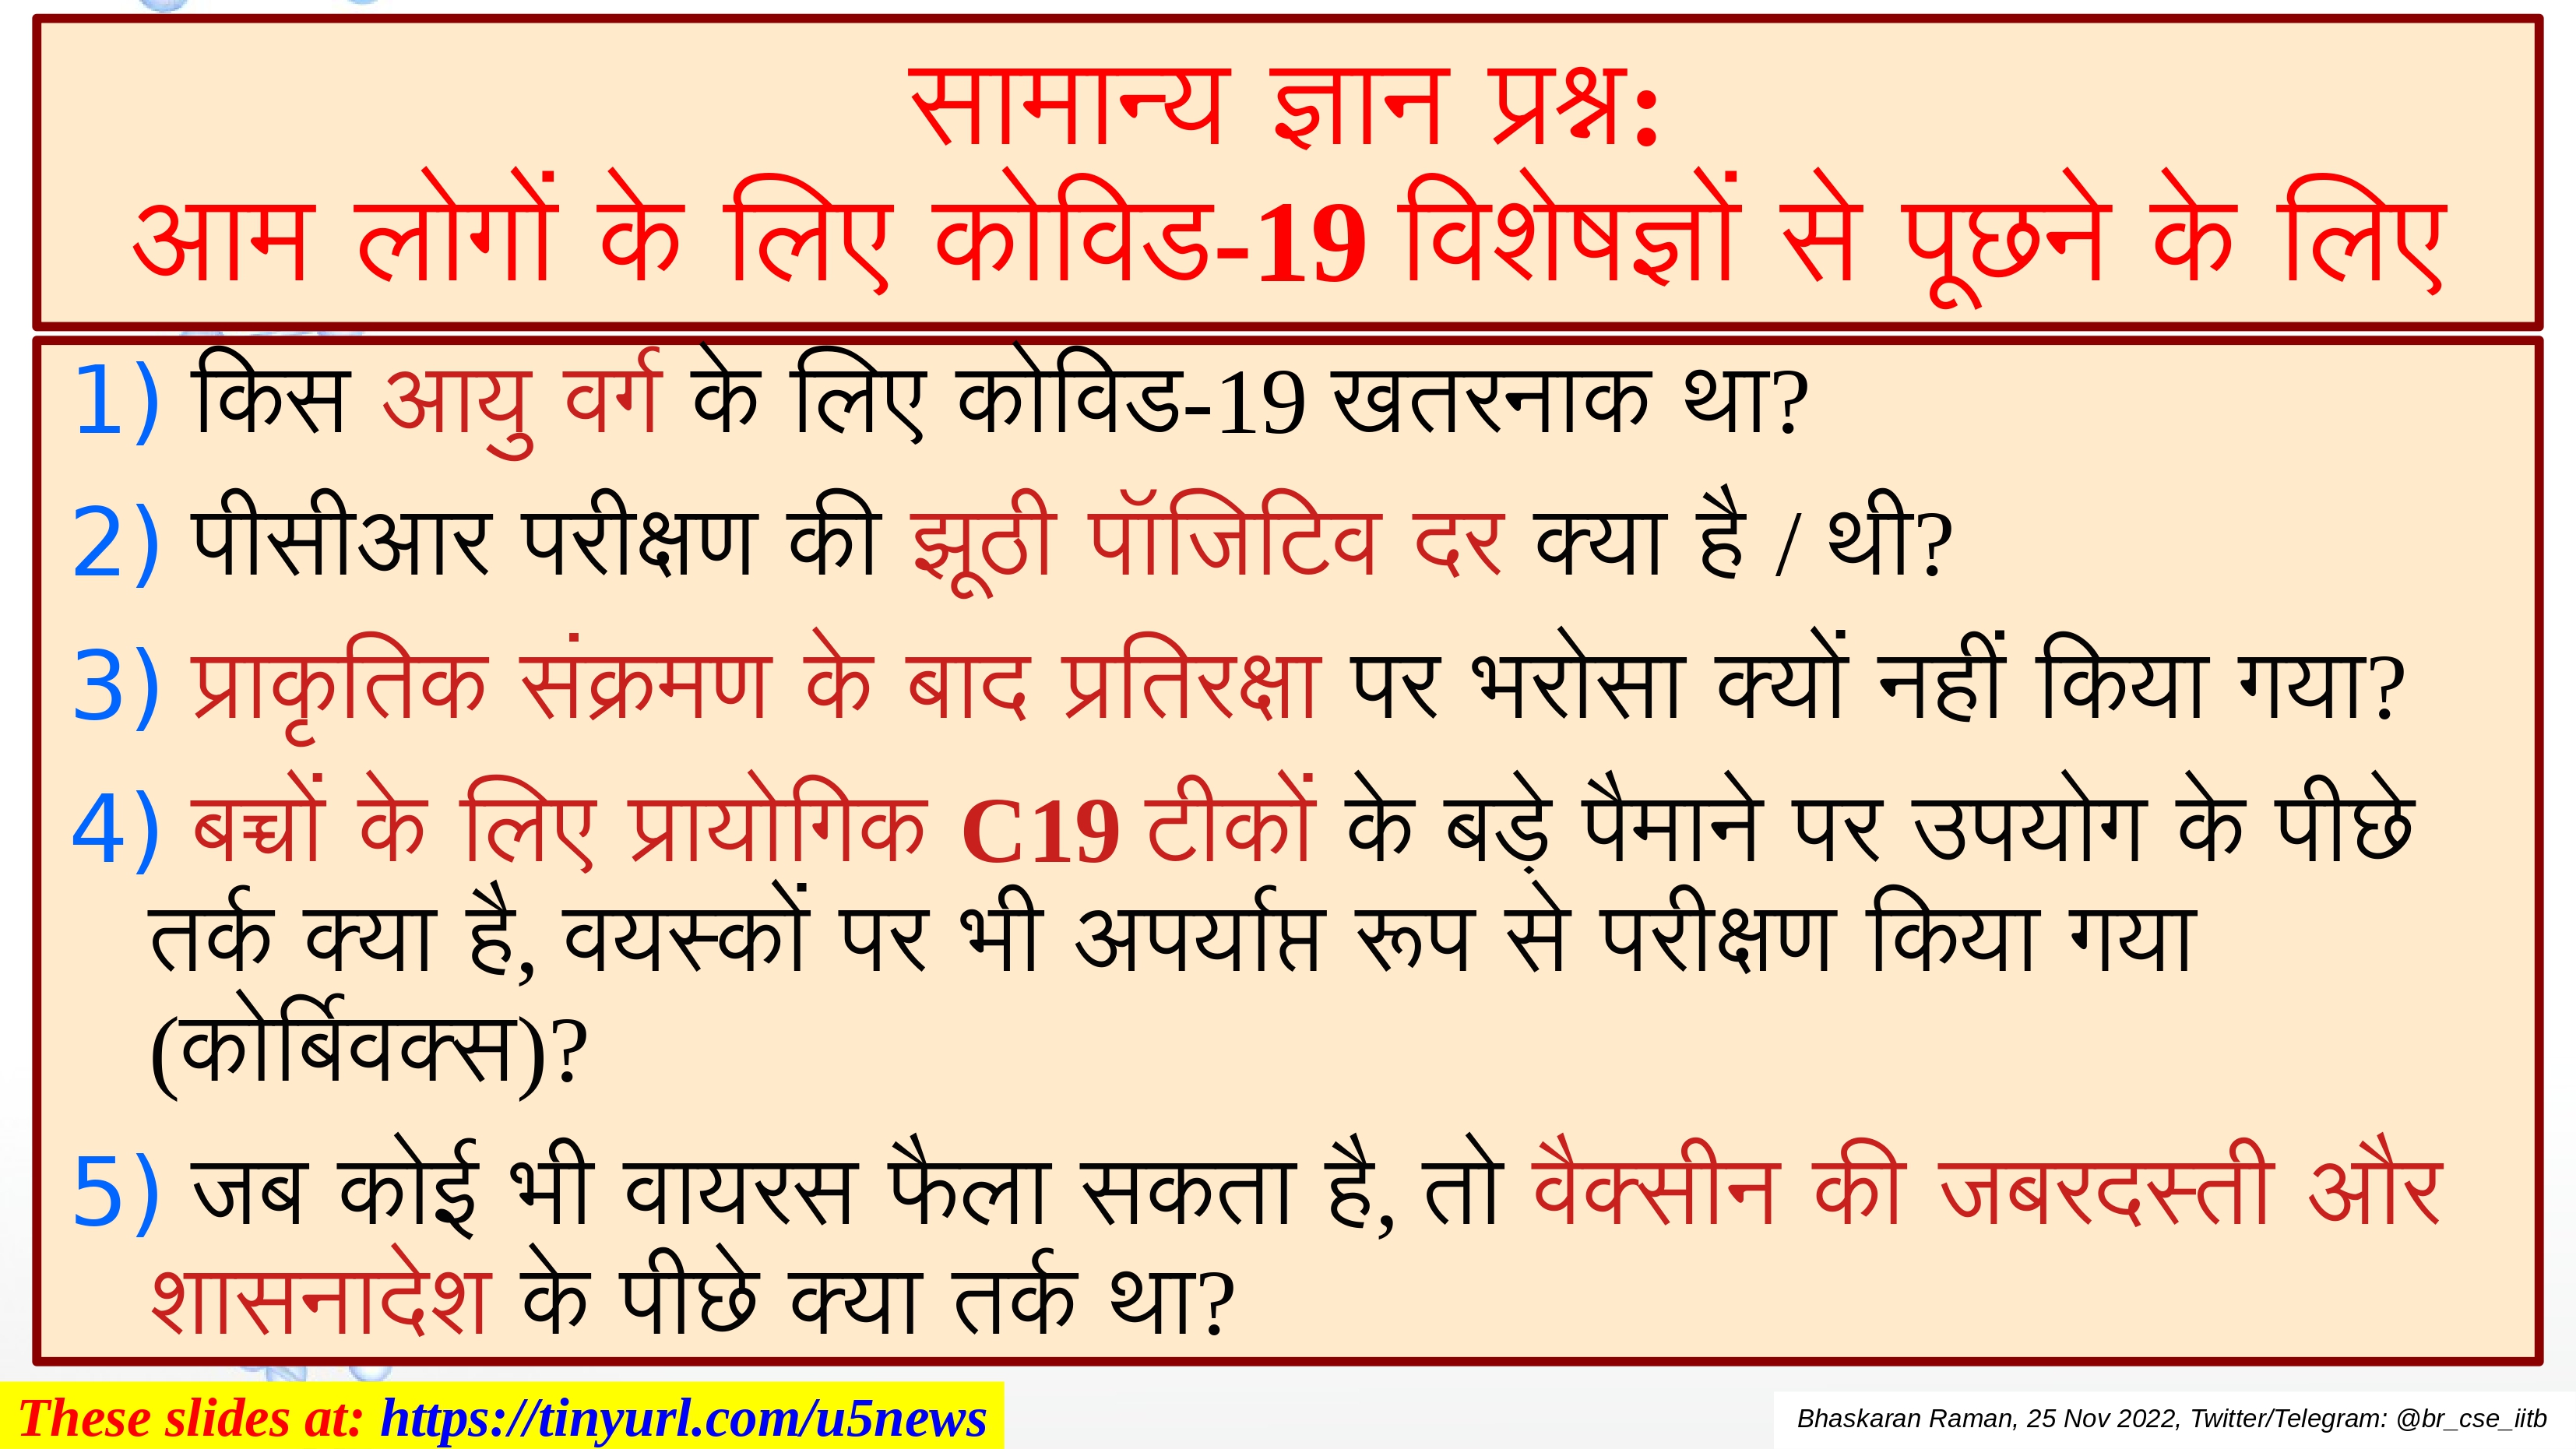 सामान्य ज्ञान प्रश्न:
आम लोगों के लिए कोविड-19 विशेषज्ञों से पूछने के लिए
1) किस आयु वर्ग के लिए कोविड-19 खतरनाक था?
2) पीसीआर परीक्षण की झूठी पॉजिटिव दर क्या है / थी?
3) प्राकृतिक संक्रमण के बाद प्रतिरक्षा पर भरोसा क्यों नहीं किया गया?
4) बच्चों के लिए प्रायोगिक C19 टीकों के बड़े पैमाने पर उपयोग के पीछे
तर्क क्या है, वयस्कों पर भी अपर्याप्त रूप से परीक्षण किया गया
(कोर्बिवक्स)?
5) जब कोई भी वायरस फैला सकता है, तो वैक्सीन की जबरदस्ती और
शासनादेश के पीछे क्या तर्क था?
These slides at: https://tinyurl.com/u5news
Bhaskaran Raman, 25 Nov 2022, Twitter/Telegram: @br_cse_iitb